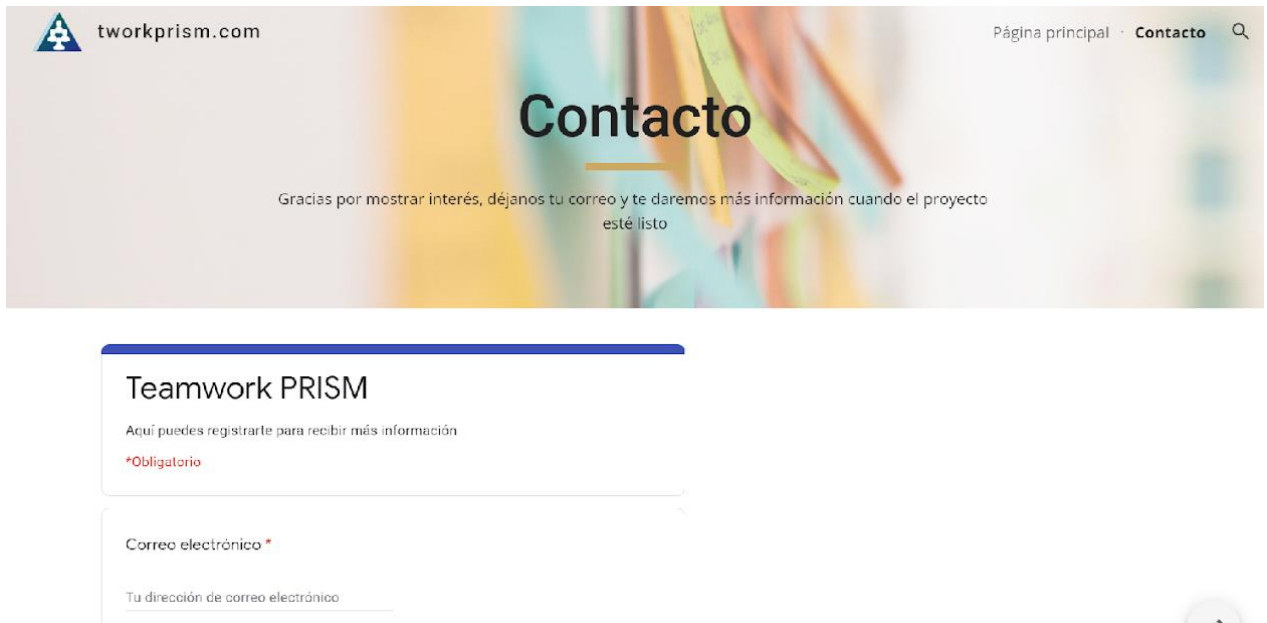 tworkprism.com
Página principal · Contacto
Contacto
Gracias por mostrar interés, déjanos tu correo y te daremos más información cuando el proyecto
esté listo
Teamwork PRISM
Aquí puedes registrarte para recibir más información
*Obligatorio
Correo electrónico *
Tu dirección de correo electrónico